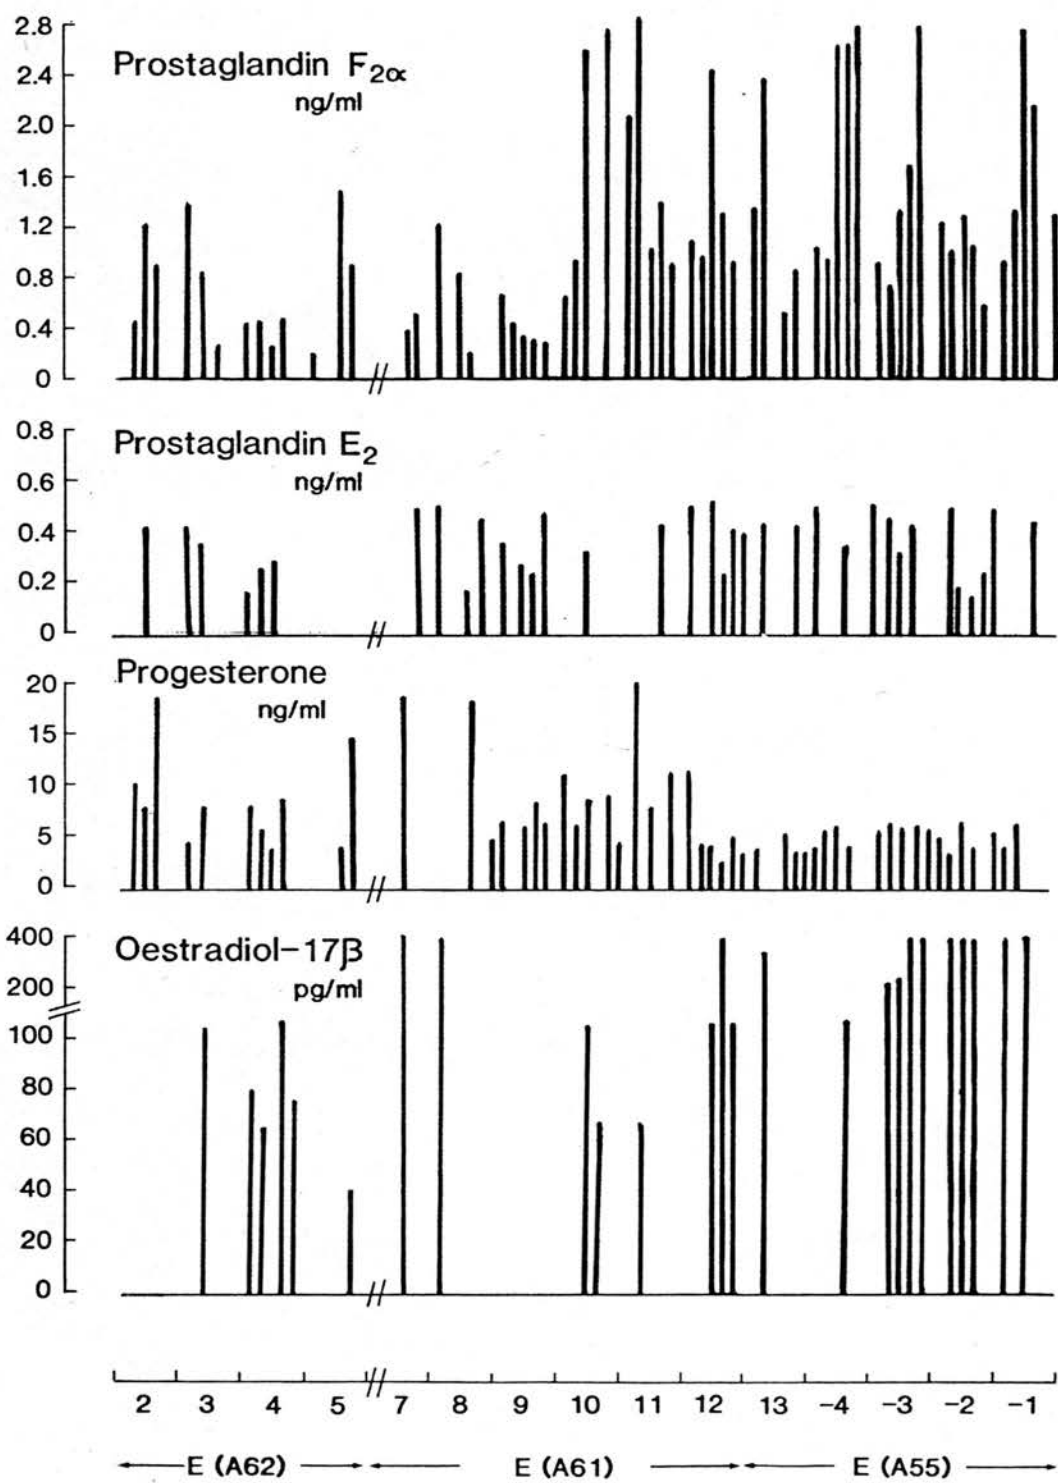 2.8
Prostaglandin F2α
2.4
ng/ml
2.0
1.6
1.2
0.8
0.4
0
0.8
Prostaglandin E2
0.6
ng/ml
0.4
0.2
0
Progesterone
20
ng/ml
15
10
5
0
400
Oestradiol-17β
200
pg/ml
100
80
60
40
20
0
2 3 4 5 7 8 9 10 11 12 13 -4 -3 -2 -1
E (A62) E (A61) E (A55)